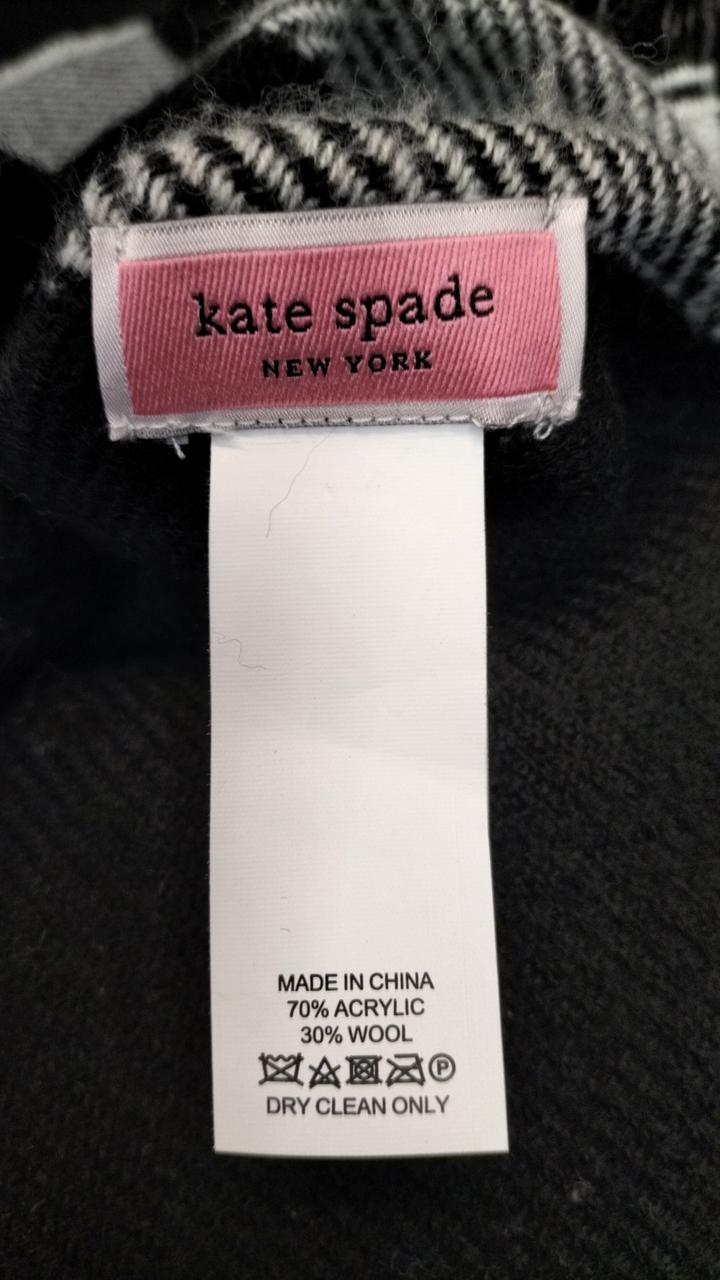 kate spade
NEW YORK
MADE IN CHINA
70% ACRYLIC
30% WOOL
P
DRY CLEAN ONLY